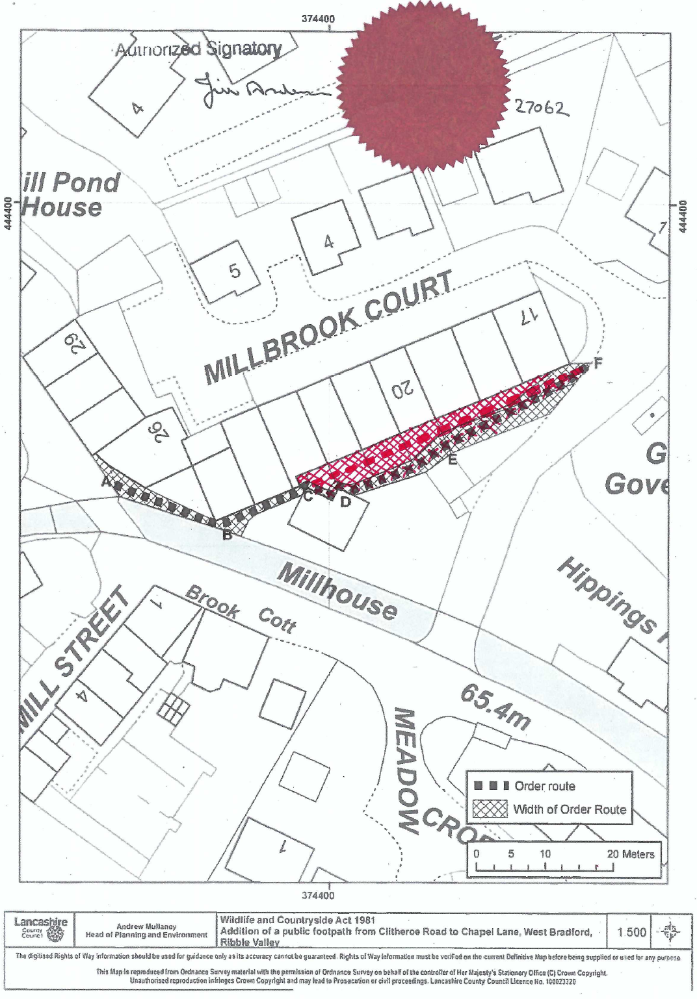 374400
Authorized Signatory
27062
4
ill Pond
House
444400
444400
1
4
5
MILLBROOK COURT
17
29
20
26
F
E
A
C
D
B
G
Gove
Millhouse
Hippings
Brook Cott
1
MILL STREET
4
65.4m
MEADOW
CROF
1
Order route
Width of Order Route
0 5 10 20 Meters
374400
Lancashire
County
Council
Andrew Mullaney
Head of Planning and Environment
Wildlife and Countryside Act 1981
Addition of a public footpath from Clitheroe Road to Chapel Lane, West Bradford,
Ribble Valley
1.500
The digitised Rights of Way information should be used for guidance only as its accuracy cannot be guaranteed. Rights of Way information must be verified on the current Definitive Map before being supplied or used for any purpose.
This Map is reproduced from Ordnance Survey material with the permission of Ordnance Survey on behalf of the controller of Her Majesty's Stationery Office (C) Crown Copyright.
Unauthorised reproduction infringes Crown Copyright and may lead to Prosecution or civil proceedings. Lancashire County Council Licence No. 100023320